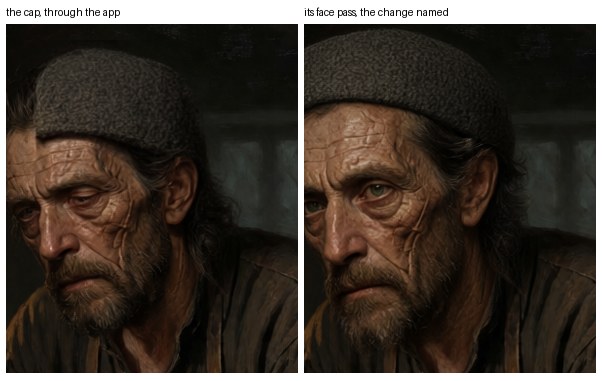 the cap, through the app
its face pass, the change named